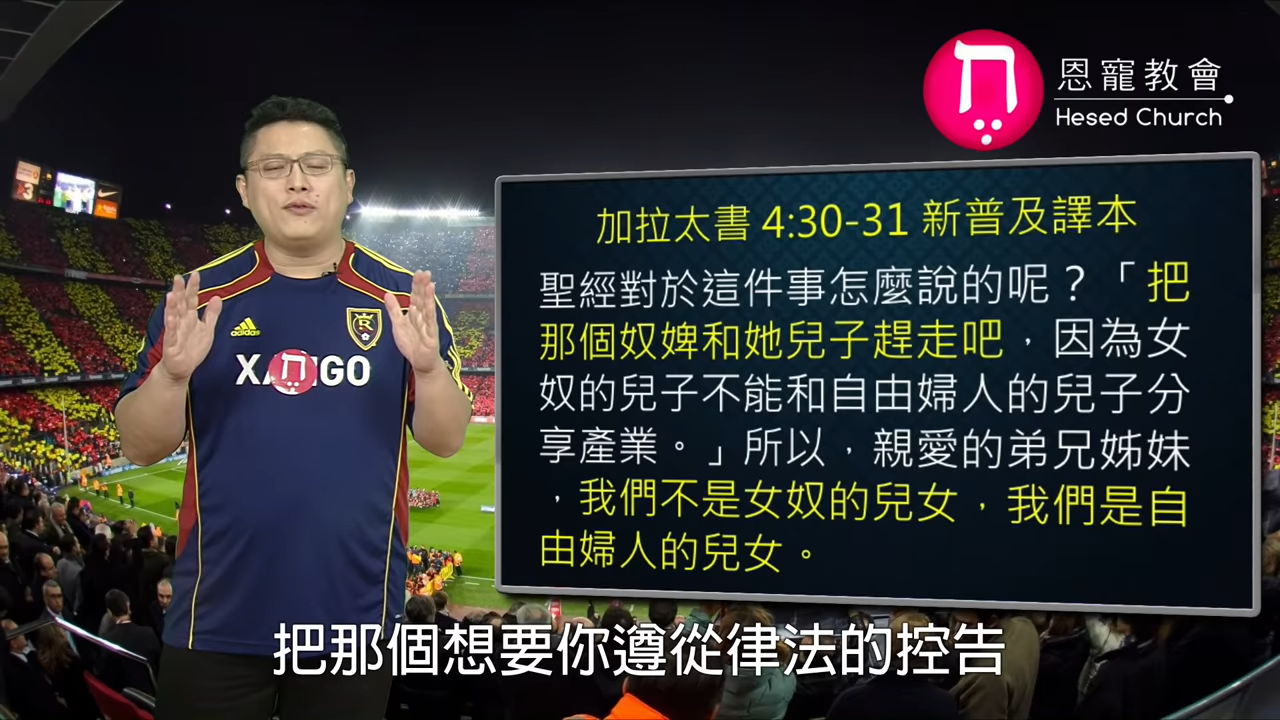 ח
恩寵教會
Hesed Church
加拉太書 4:30-31 新普及譯本
聖經對於這件事怎麼說的呢？「把
那個奴婢和她兒子趕走吧，因為女
奴的兒子不能和自由婦人的兒子分
享產業。」所以，親愛的弟兄姊妹
，我們不是女奴的兒女，我們是自
由婦人的兒女。
adidas
把那個想要你遵從律法的控告